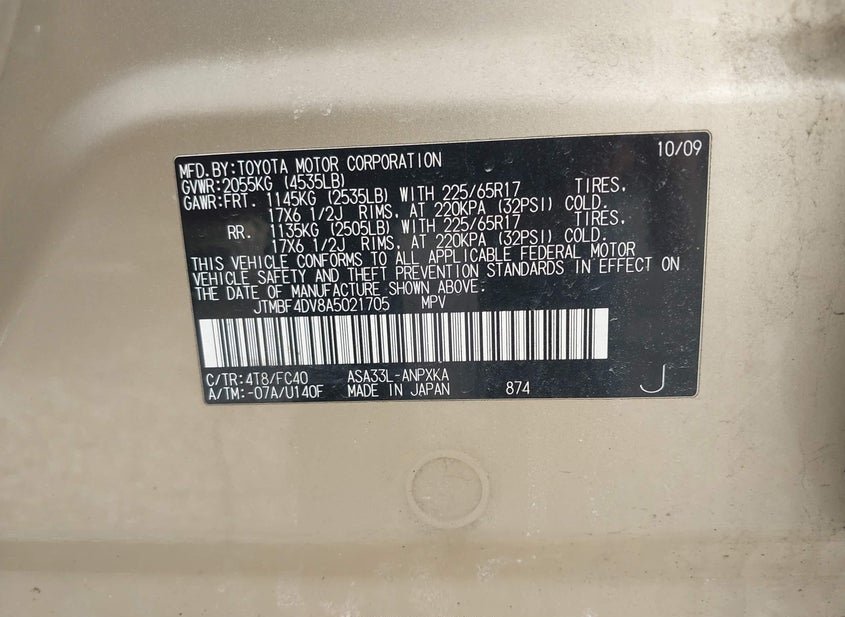 10/09
MFD.BY:TOYOTA MOTOR CORPORATION
GVWR:2055KG (4535LB)
GAWR:FRT. 1145KG (2535LB) WITH 225/65R17 TIRES,
17X6 1/2J RIMS, AT 220KPA (32PSI) COLD.
RR. 1135KG (2505LB) WITH 225/65R17 TIRES,
17X6 1/2J RIMS, AT 220KPA (32PSI) COLD.
THIS VEHICLE CONFORMS TO ALL APPLICABLE FEDERAL MOTOR
VEHICLE SAFETY AND THEFT PREVENTION STANDARDS IN EFFECT ON
THE DATE OF MANUFACTURE SHOWN ABOVE.
JTMBF4DV8A5021705 MPV
C/TR:4T8/FC40 ASA33L-ANPXKA
A/TM:-07A/U140F MADE IN JAPAN 874 J